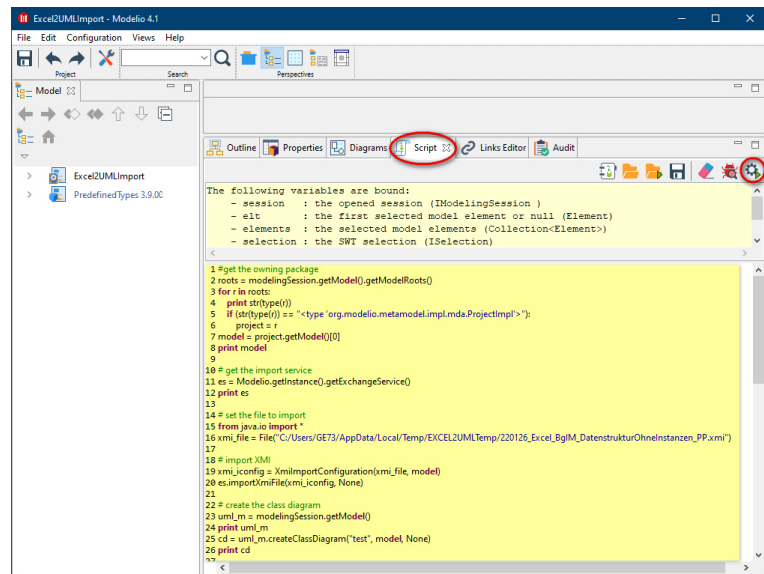 Excel2UMLImport - Modelio 4.1
File Edit Configuration Views Help
Project Search Perspectives
Model
Outline Properties Diagrams Script Links Editor Audit
Excel2UMLImport
PredefinedTypes 3.9.00
The following variables are bound:
- session : the opened session (IModelingSession )
- elt : the first selected model element or null (Element)
- elements : the selected model elements (Collection<Element>)
- selection : the SWT selection (ISelection)
1 #get the owning package
2 roots = modelingSession.getModel().getModelRoots()
3 for r in roots:
4 print str(type(r))
5 if (str(type(r)) == "<type 'org.modelio.metamodel.impl.mda.ProjectImpl'>"):
6 project = r
7 model = project.getModel()[0]
8 print model
9
10 # get the import service
11 es = Modelio.getInstance().getExchangeService()
12 print es
13
14 # set the file to import
15 from java.io import *
16 xmi_file = File("C:/Users/GE73/AppData/Local/Temp/EXCEL2UMLTemp/220126_Excel_BgIM_DatenstrukturOhneInstanzen_PP.xmi")
17
18 # import XMI
19 xmi_iconfig = XmiImportConfiguration(xmi_file, model)
20 es.importXmiFile(xmi_iconfig, None)
21
22 # create the class diagram
23 uml_m = modelingSession.getModel()
24 print uml_m
25 cd = uml_m.createClassDiagram("test", model, None)
26 print cd
27